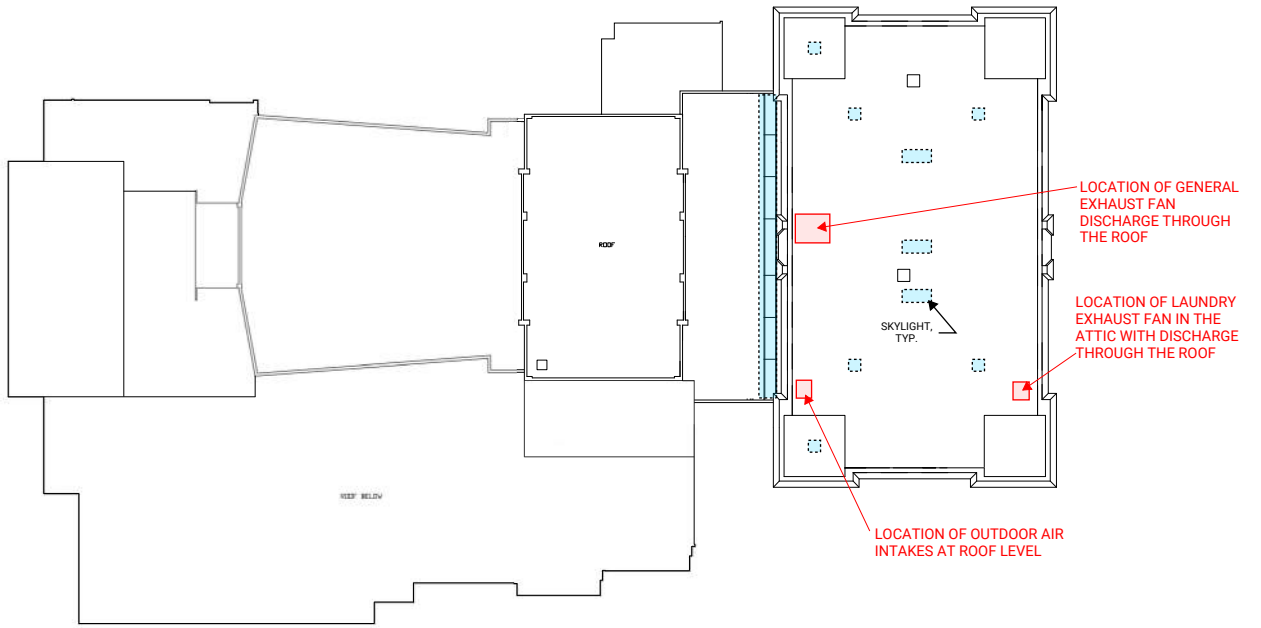 LOCATION OF GENERAL
EXHAUST FAN
DISCHARGE THROUGH
THE ROOF
ROOF
LOCATION OF LAUNDRY
EXHAUST FAN IN THE
ATTIC WITH DISCHARGE
THROUGH THE ROOF
SKYLIGHT,
TYP.
ROOF BELOW
LOCATION OF OUTDOOR AIR
INTAKES AT ROOF LEVEL